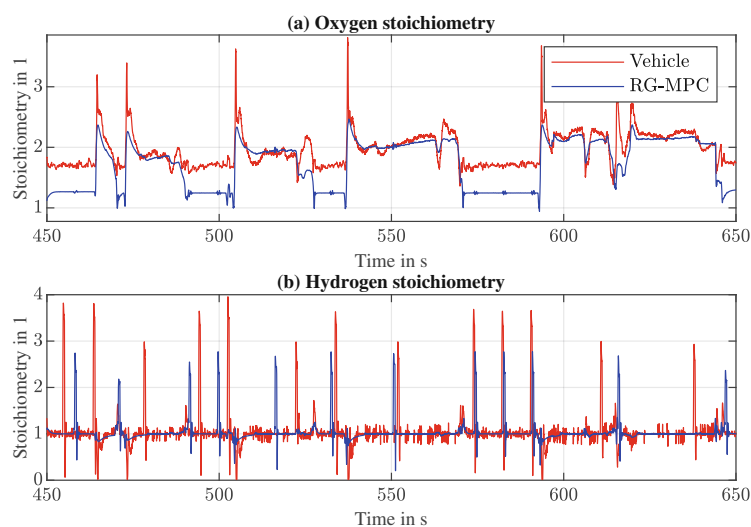 (a) Oxygen stoichiometry
Stoichiometry in 1
3
2
1
Vehicle
RG-MPC
450 500 550 600 650
Time in s
(b) Hydrogen stoichiometry
Stoichiometry in 1
4
3
2
1
0
450 500 550 600 650
Time in s